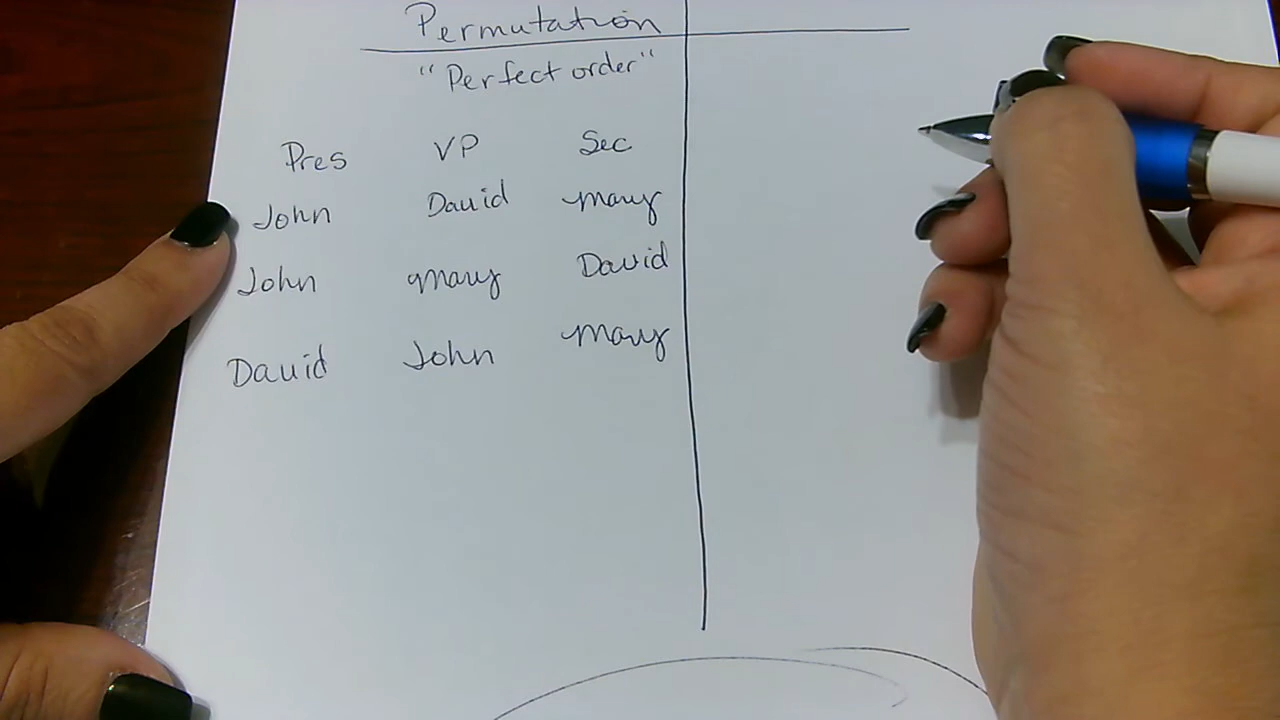 Permutation
"Perfect order"
Pres VP Sec
John David Mary
John Mary David
David John Mary